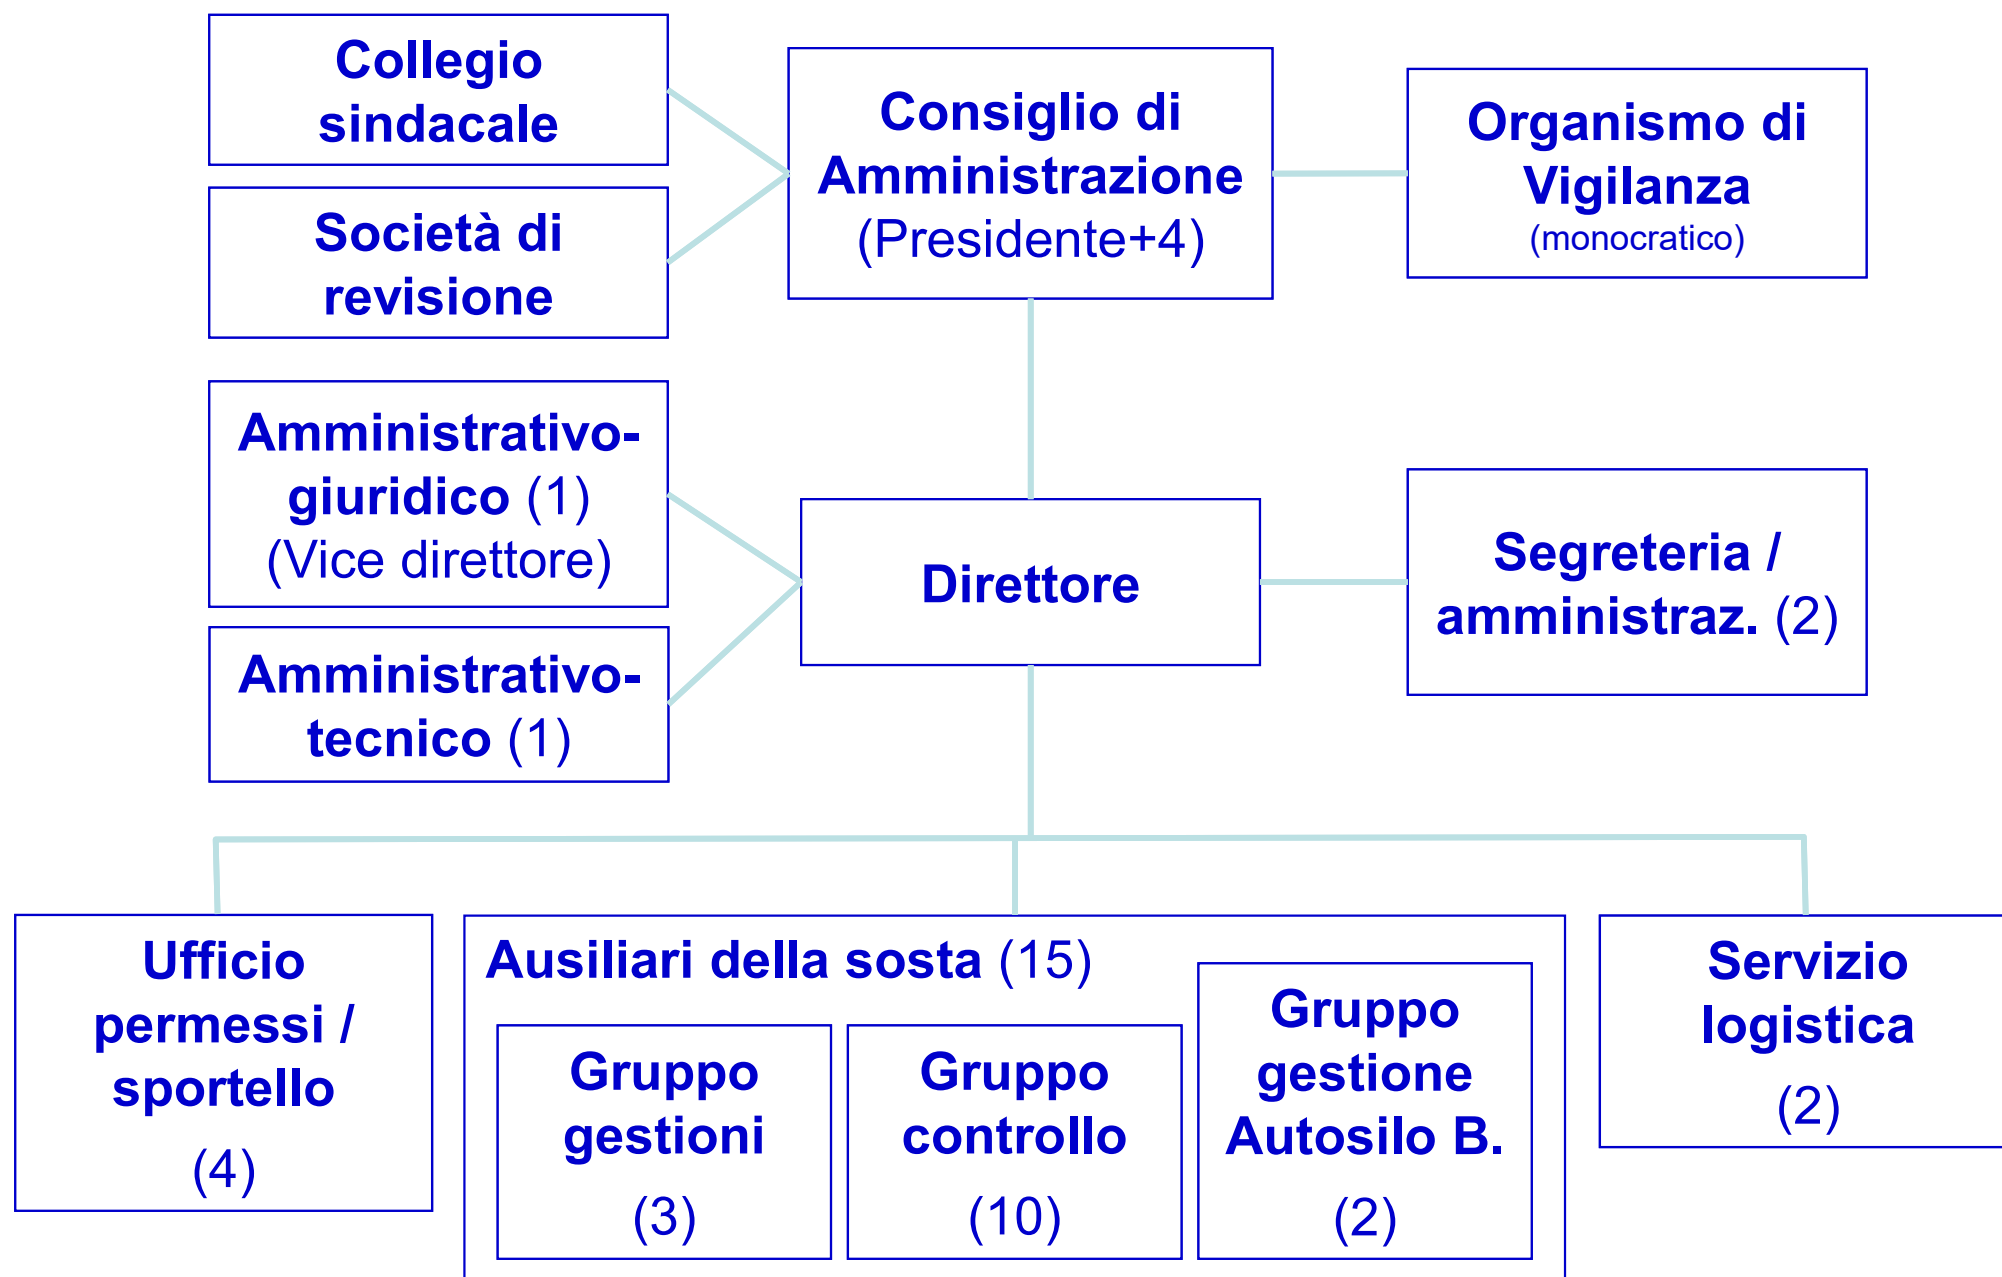 Collegio
sindacale
Società di
revisione
Consiglio di
Amministrazione
(Presidente+4)
Organismo di
Vigilanza
(monocratico)
Amministrativo-
giuridico (1)
(Vice direttore)
Amministrativo-
tecnico (1)
Direttore
Segreteria /
amministraz. (2)
Ufficio
permessi /
sportello
(4)
Ausiliari della sosta (15)
Gruppo
gestioni
(3)
Gruppo
controllo
(10)
Gruppo
gestione
Autosilo B.
(2)
Servizio
logistica
(2)